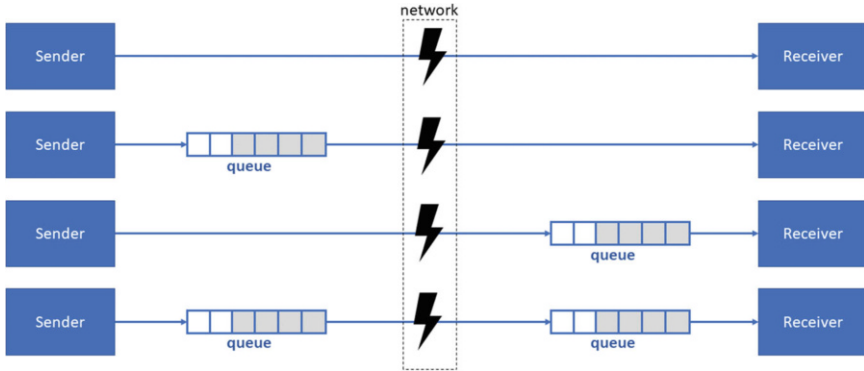 network
Sender
Receiver
Sender
queue
Receiver
Sender
queue
Receiver
Sender
queue
queue
Receiver